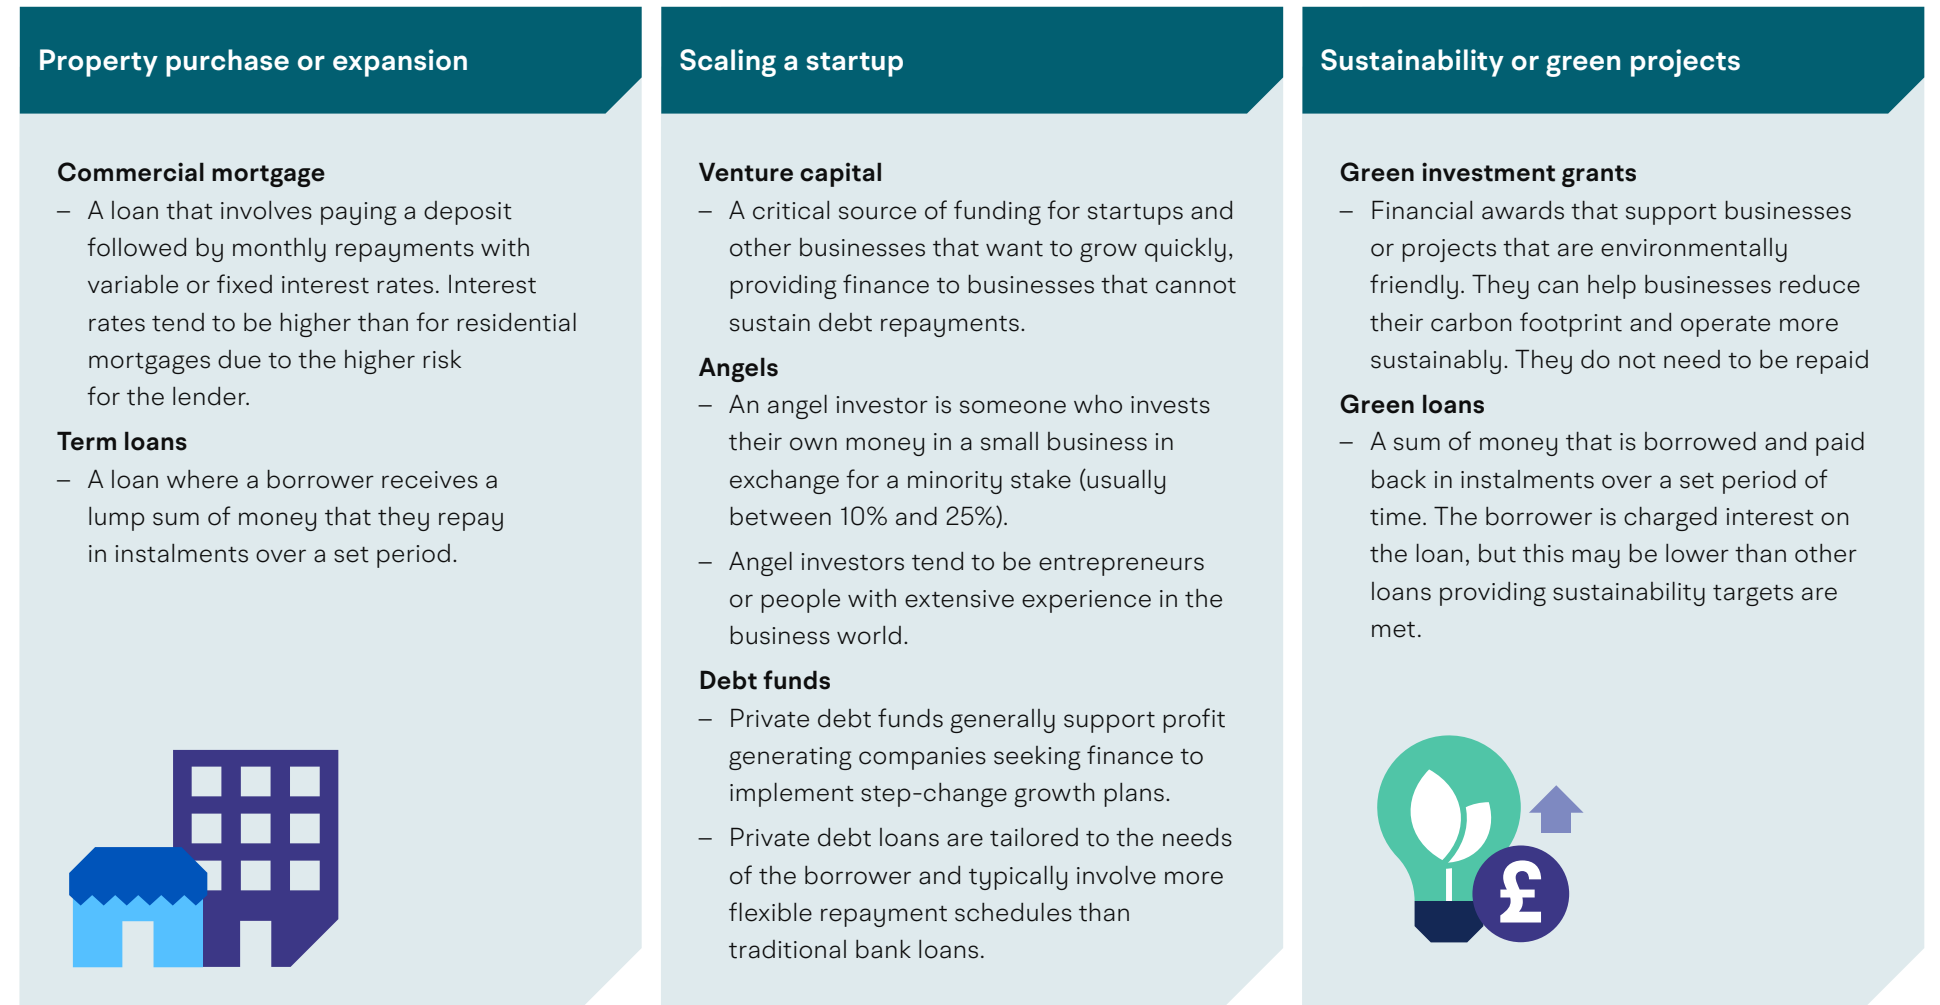 Property purchase or expansion
Commercial mortgage
– A loan that involves paying a deposit
followed by monthly repayments with
variable or fixed interest rates. Interest
rates tend to be higher than for residential
mortgages due to the higher risk
for the lender.
Term loans
– A loan where a borrower receives a
lump sum of money that they repay
in instalments over a set period.
Scaling a startup
Venture capital
– A critical source of funding for startups and
other businesses that want to grow quickly,
providing finance to businesses that cannot
sustain debt repayments.
Angels
– An angel investor is someone who invests
their own money in a small business in
exchange for a minority stake (usually
between 10% and 25%).
– Angel investors tend to be entrepreneurs
or people with extensive experience in the
business world.
Debt funds
– Private debt funds generally support profit
generating companies seeking finance to
implement step-change growth plans.
– Private debt loans are tailored to the needs
of the borrower and typically involve more
flexible repayment schedules than
traditional bank loans.
Sustainability or green projects
Green investment grants
– Financial awards that support businesses
or projects that are environmentally
friendly. They can help businesses reduce
their carbon footprint and operate more
sustainably. They do not need to be repaid
Green loans
– A sum of money that is borrowed and paid
back in instalments over a set period of
time. The borrower is charged interest on
the loan, but this may be lower than other
loans providing sustainability targets are
met.
£